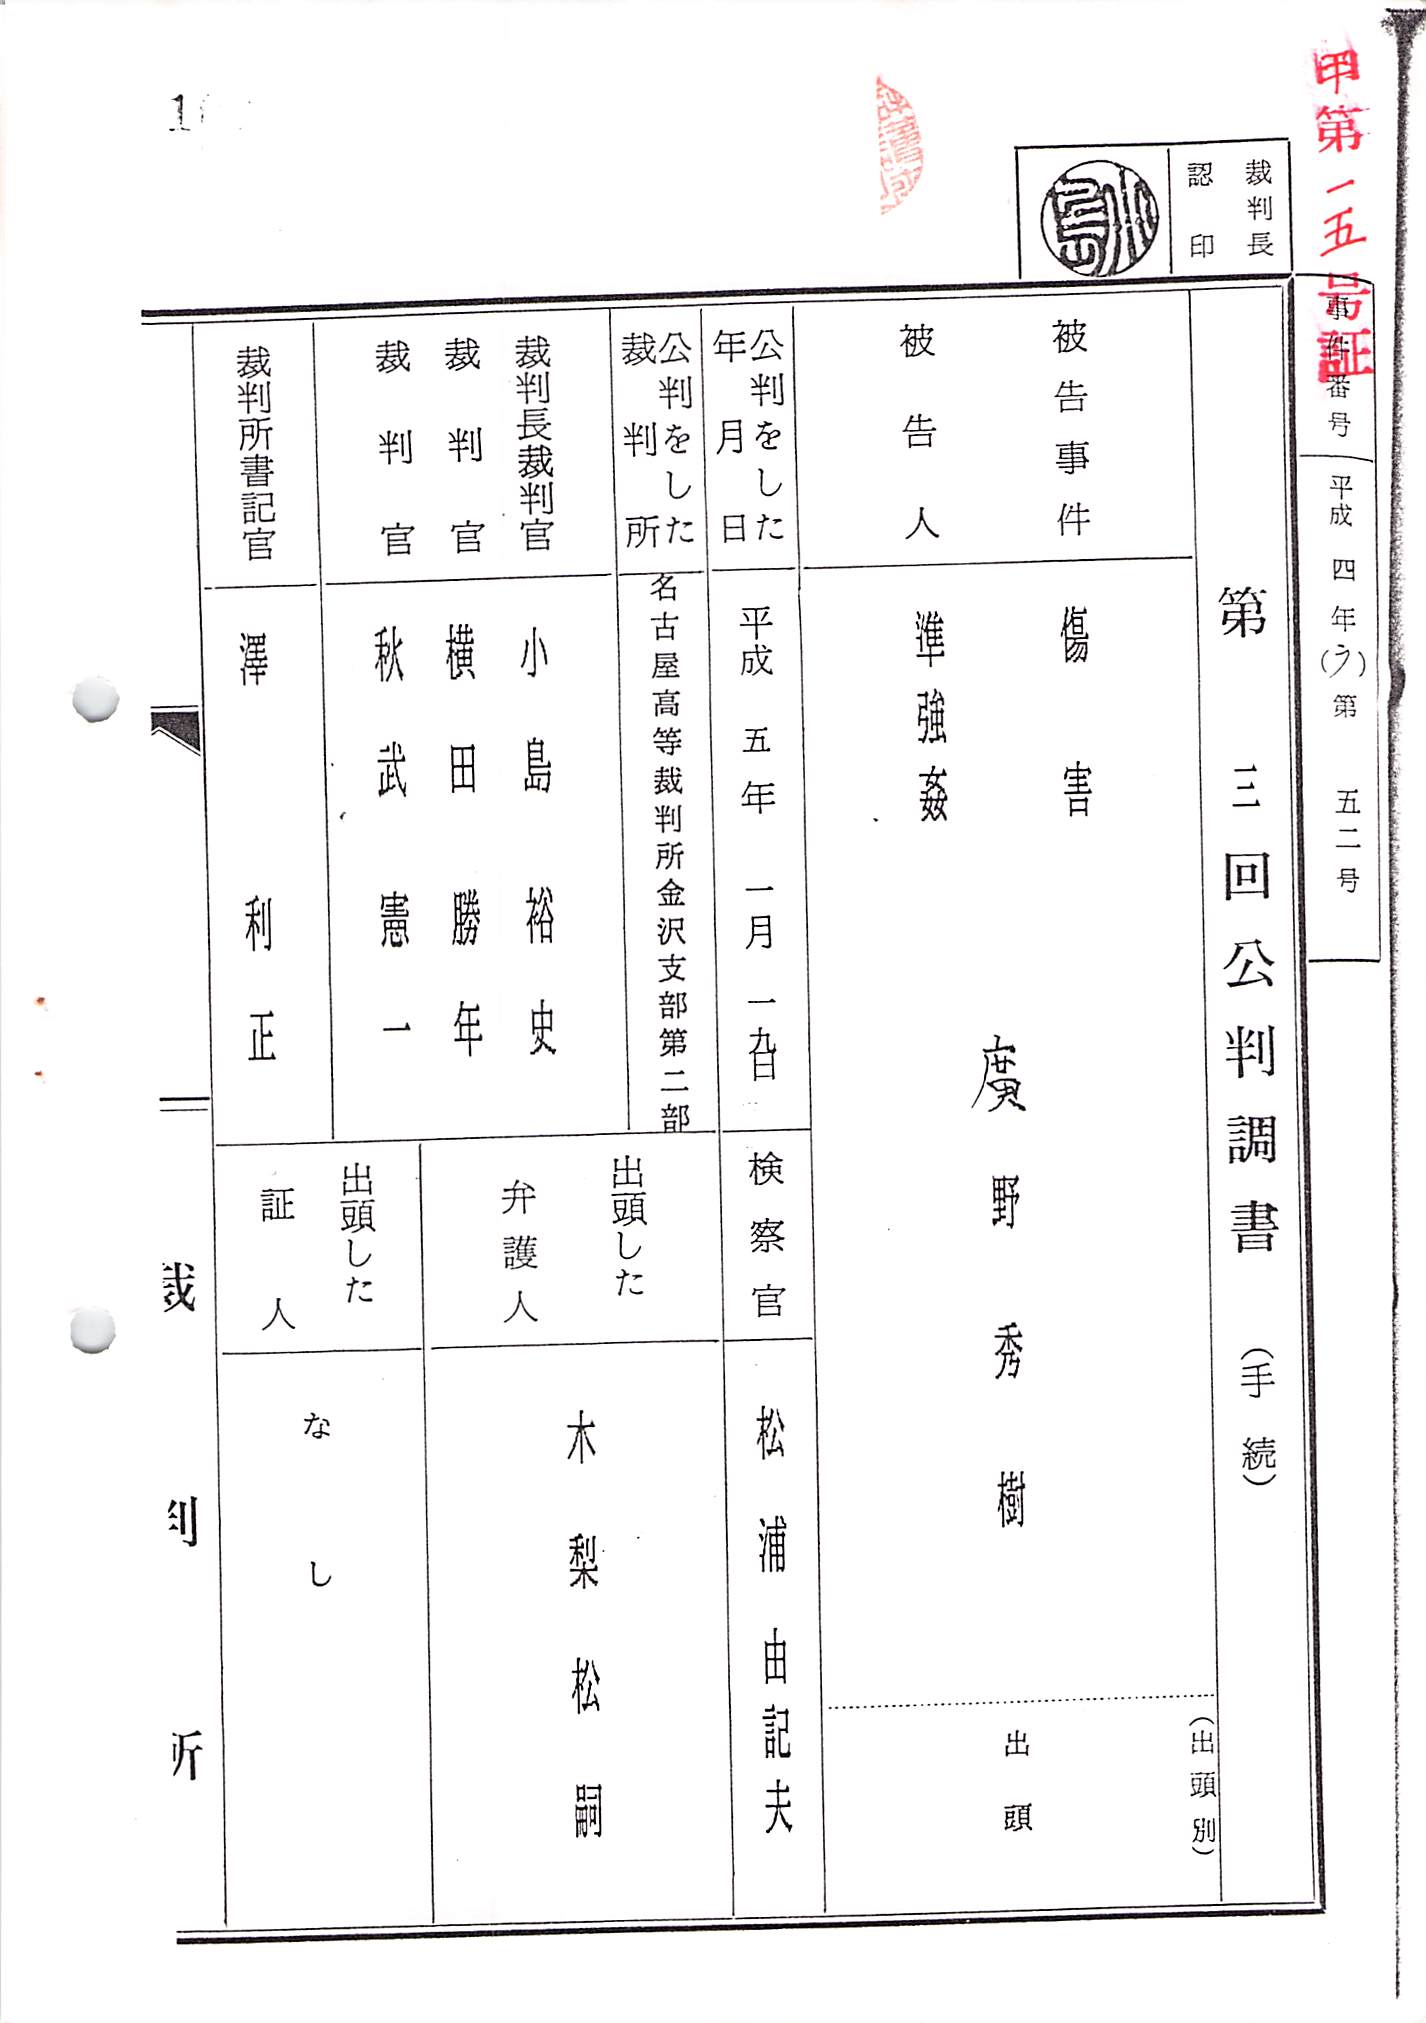 甲第一五号証
事件番号 平成四年(う)第五二号
裁判長
認印
小島
第三回公判調書(手続)
(出頭別)
被告事件 傷害
準強姦
被告人 廣野秀樹 出頭
公判をした
年月日 平成五年一月一九日
検察官 松浦由記夫
公判をした
裁判所 名古屋高等裁判所金沢支部第二部
裁判長裁判官 小島裕史
裁判官 横田勝年
裁判官 秋武憲一
出頭した
弁護人 木梨松嗣
裁判所書記官 澤利正
出頭した
証人 なし
裁判所